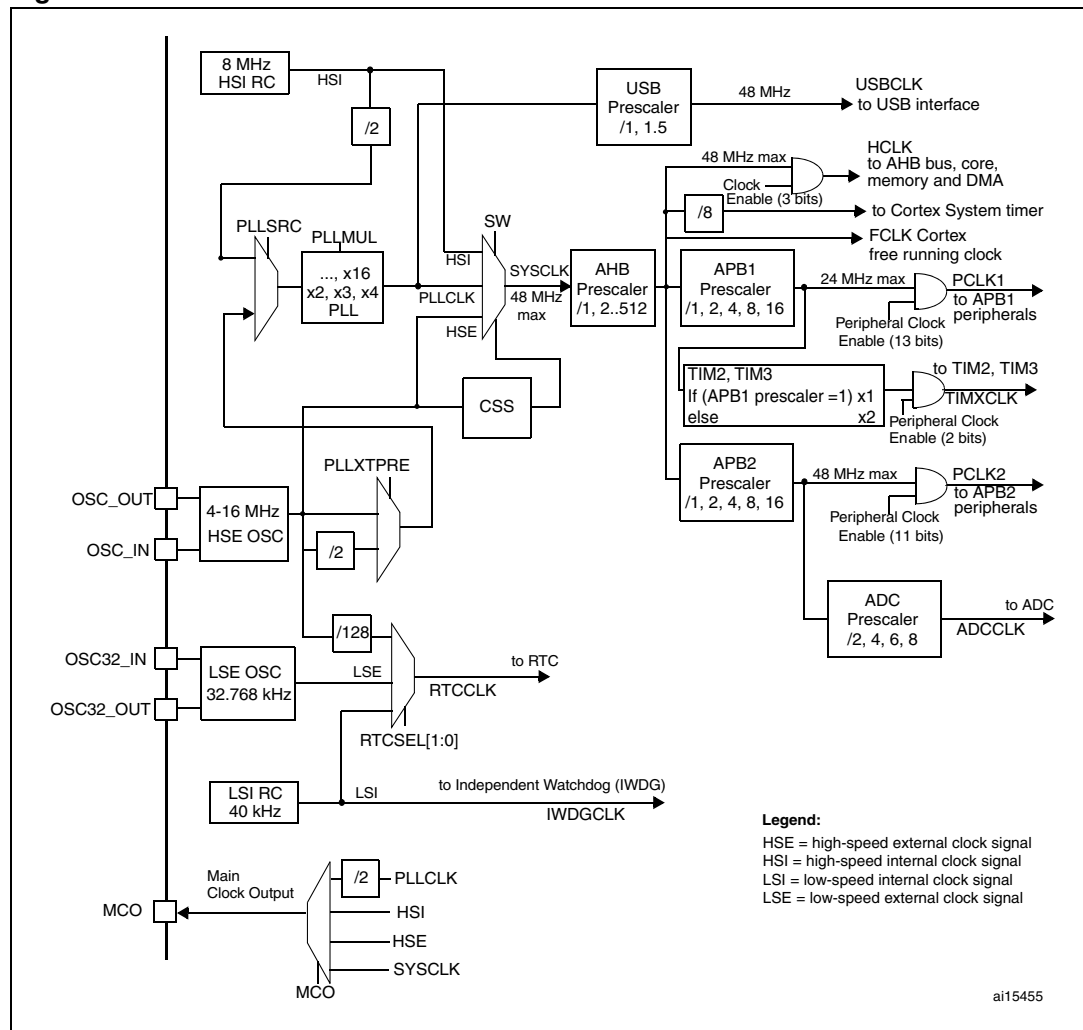 8 MHz
HSI RC
HSI
/2
USB
Prescaler
/1, 1.5
48 MHz
USBCLK
to USB interface
48 MHz max
Clock
Enable (3 bits)
HCLK
to AHB bus, core,
memory and DMA
/8
to Cortex System timer
FCLK Cortex
free running clock
PLLSRC
PLLMUL
..., x16
x2, x3, x4
PLL
SW
HSI
PLLCLK
HSE
SYSCLK
48 MHz
max
AHB
Prescaler
/1, 2..512
APB1
Prescaler
/1, 2, 4, 8, 16
24 MHz max
PCLK1
to APB1
peripherals
Peripheral Clock
Enable (13 bits)
TIM2, TIM3
If (APB1 prescaler =1) x1
else x2
to TIM2, TIM3
TIMXCLK
Peripheral Clock
Enable (2 bits)
CSS
PLLXTPRE
OSC_OUT
OSC_IN
4-16 MHz
HSE OSC
/2
APB2
Prescaler
/1, 2, 4, 8, 16
48 MHz max
PCLK2
to APB2
peripherals
Peripheral Clock
Enable (11 bits)
ADC
Prescaler
/2, 4, 6, 8
to ADC
ADCCLK
/128
OSC32_IN
OSC32_OUT
LSE OSC
32.768 kHz
LSE
to RTC
RTCCLK
RTCSEL[1:0]
LSI RC
40 kHz
LSI
to Independent Watchdog (IWDG)
IWDGCLK
Legend:
HSE = high-speed external clock signal
HSI = high-speed internal clock signal
LSI = low-speed internal clock signal
LSE = low-speed external clock signal
Main
Clock Output
MCO
/2
PLLCLK
HSI
HSE
SYSCLK
MCO
ai15455